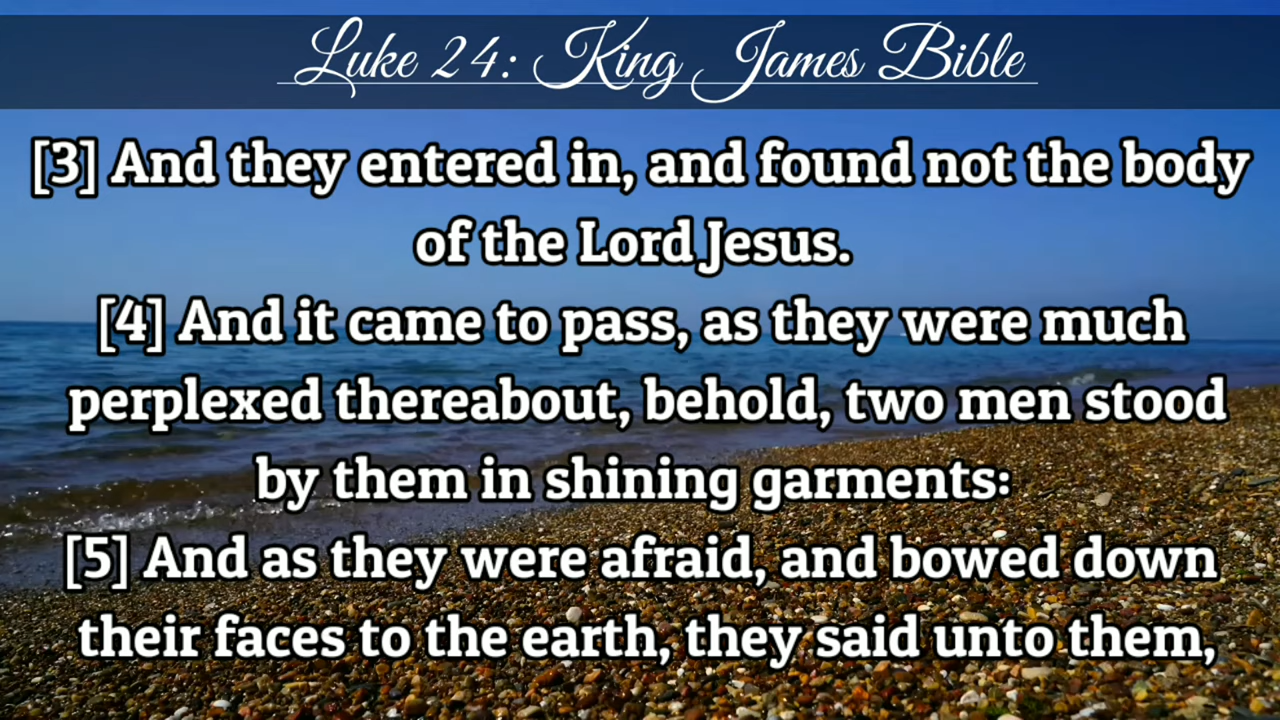 Luke 24: King James Bible
[3] And they entered in, and found not the body
of the Lord Jesus.
[4] And it came to pass, as they were much
perplexed thereabout, behold, two men stood
by them in shining garments:
[5] And as they were afraid, and bowed down
their faces to the earth, they said unto them,